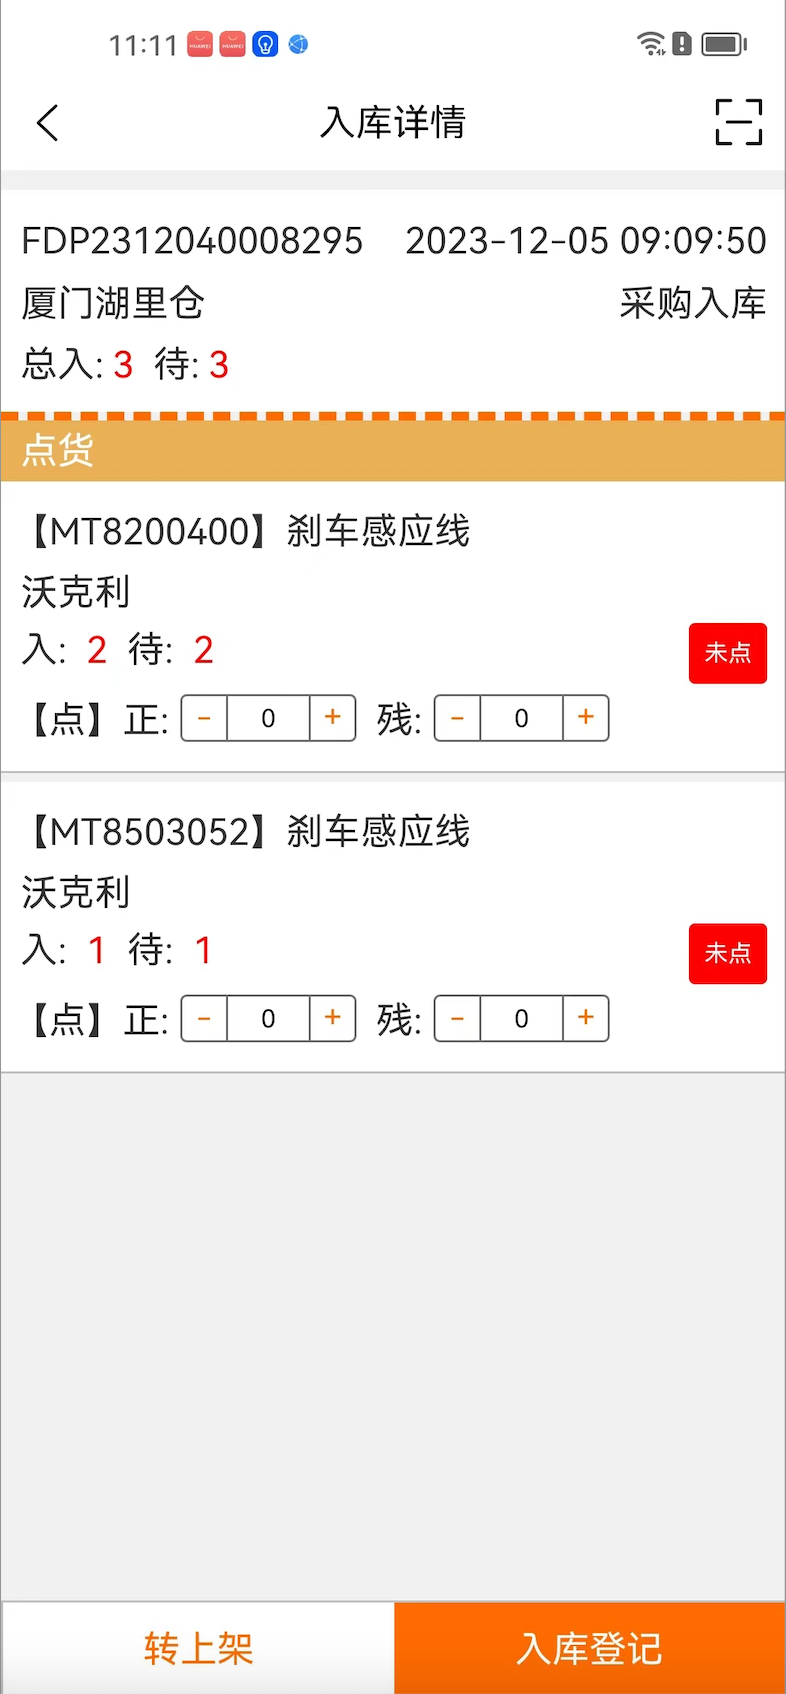 11:11 HUAWEI HUAWEI
入库详情
FDP2312040008295 2023-12-05 09:09:50
厦门湖里仓 采购入库
总入: 3 待: 3
点货
【MT8200400】刹车感应线
沃克利
入: 2 待: 2 未点
【点】正: - 0 + 残: - 0 +
【MT8503052】刹车感应线
沃克利
入: 1 待: 1 未点
【点】正: - 0 + 残: - 0 +
转上架 入库登记